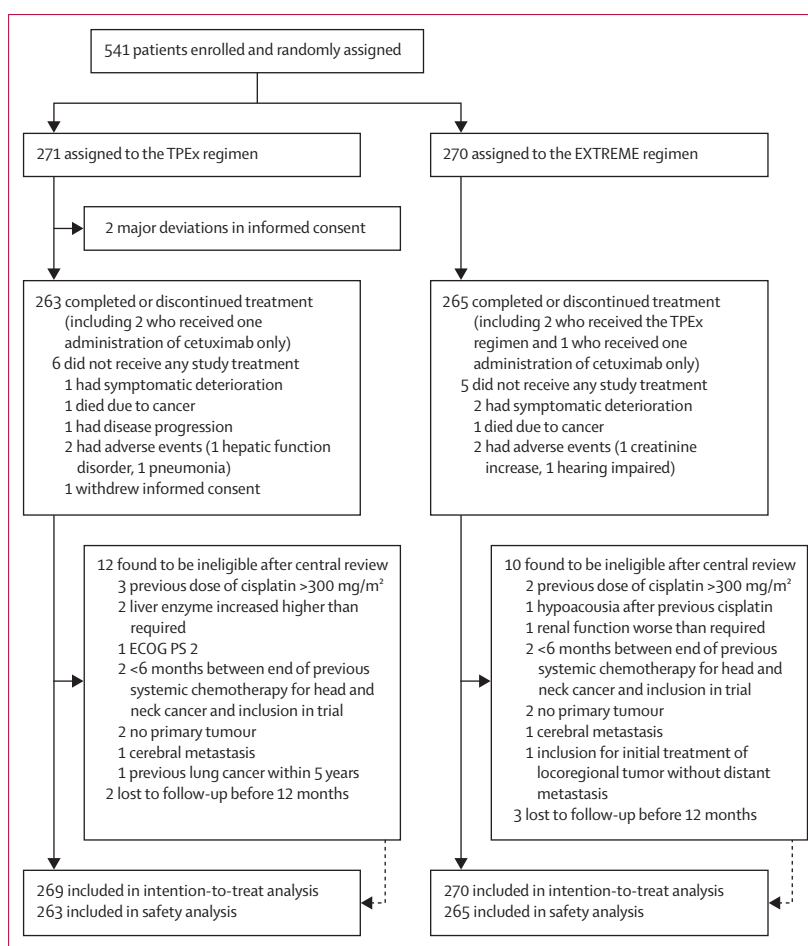 541 patients enrolled and randomly assigned
271 assigned to the TPEx regimen
270 assigned to the EXTREME regimen
2 major deviations in informed consent
263 completed or discontinued treatment
(including 2 who received one
administration of cetuximab only)
6 did not receive any study treatment
1 had symptomatic deterioration
1 died due to cancer
1 had disease progression
2 had adverse events (1 hepatic function
disorder, 1 pneumonia)
1 withdrew informed consent
265 completed or discontinued treatment
(including 2 who received the TPEx
regimen and 1 who received one
administration of cetuximab only)
5 did not receive any study treatment
2 had symptomatic deterioration
1 died due to cancer
2 had adverse events (1 creatinine
increase, 1 hearing impaired)
12 found to be ineligible after central review
3 previous dose of cisplatin >300 mg/m²
2 liver enzyme increased higher than
required
1 ECOG PS 2
2 <6 months between end of previous
systemic chemotherapy for head and
neck cancer and inclusion in trial
2 no primary tumour
1 cerebral metastasis
1 previous lung cancer within 5 years
2 lost to follow-up before 12 months
10 found to be ineligible after central review
2 previous dose of cisplatin >300 mg/m²
1 hypoacousia after previous cisplatin
1 renal function worse than required
2 <6 months between end of previous
systemic chemotherapy for head and
neck cancer and inclusion in trial
2 no primary tumour
1 cerebral metastasis
1 inclusion for initial treatment of
locoregional tumor without distant
metastasis
3 lost to follow-up before 12 months
269 included in intention-to-treat analysis
263 included in safety analysis
270 included in intention-to-treat analysis
265 included in safety analysis